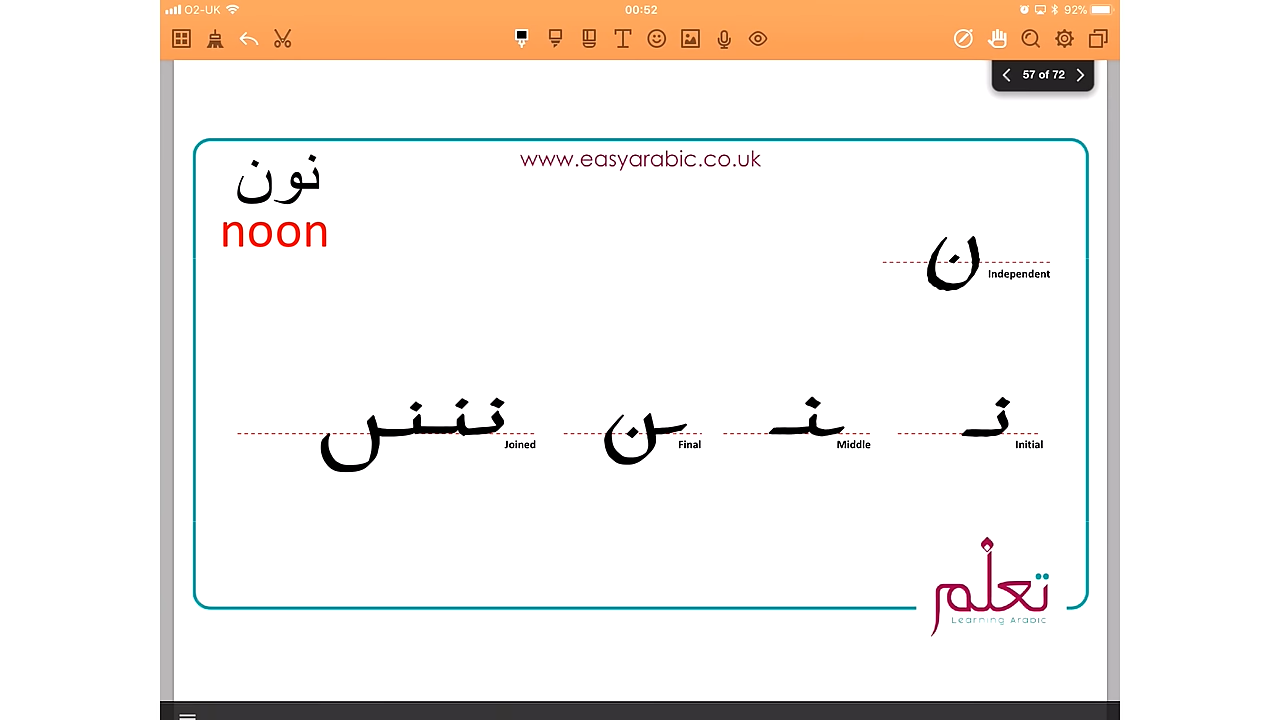 O2-UK 00:52 92%
57 of 72
www.easyarabic.co.uk
نون
noon
ن
Independent
نـ
Initial
ـنـ
Middle
ـن
Final
نننں
Joined
تعلم
Learning Arabic